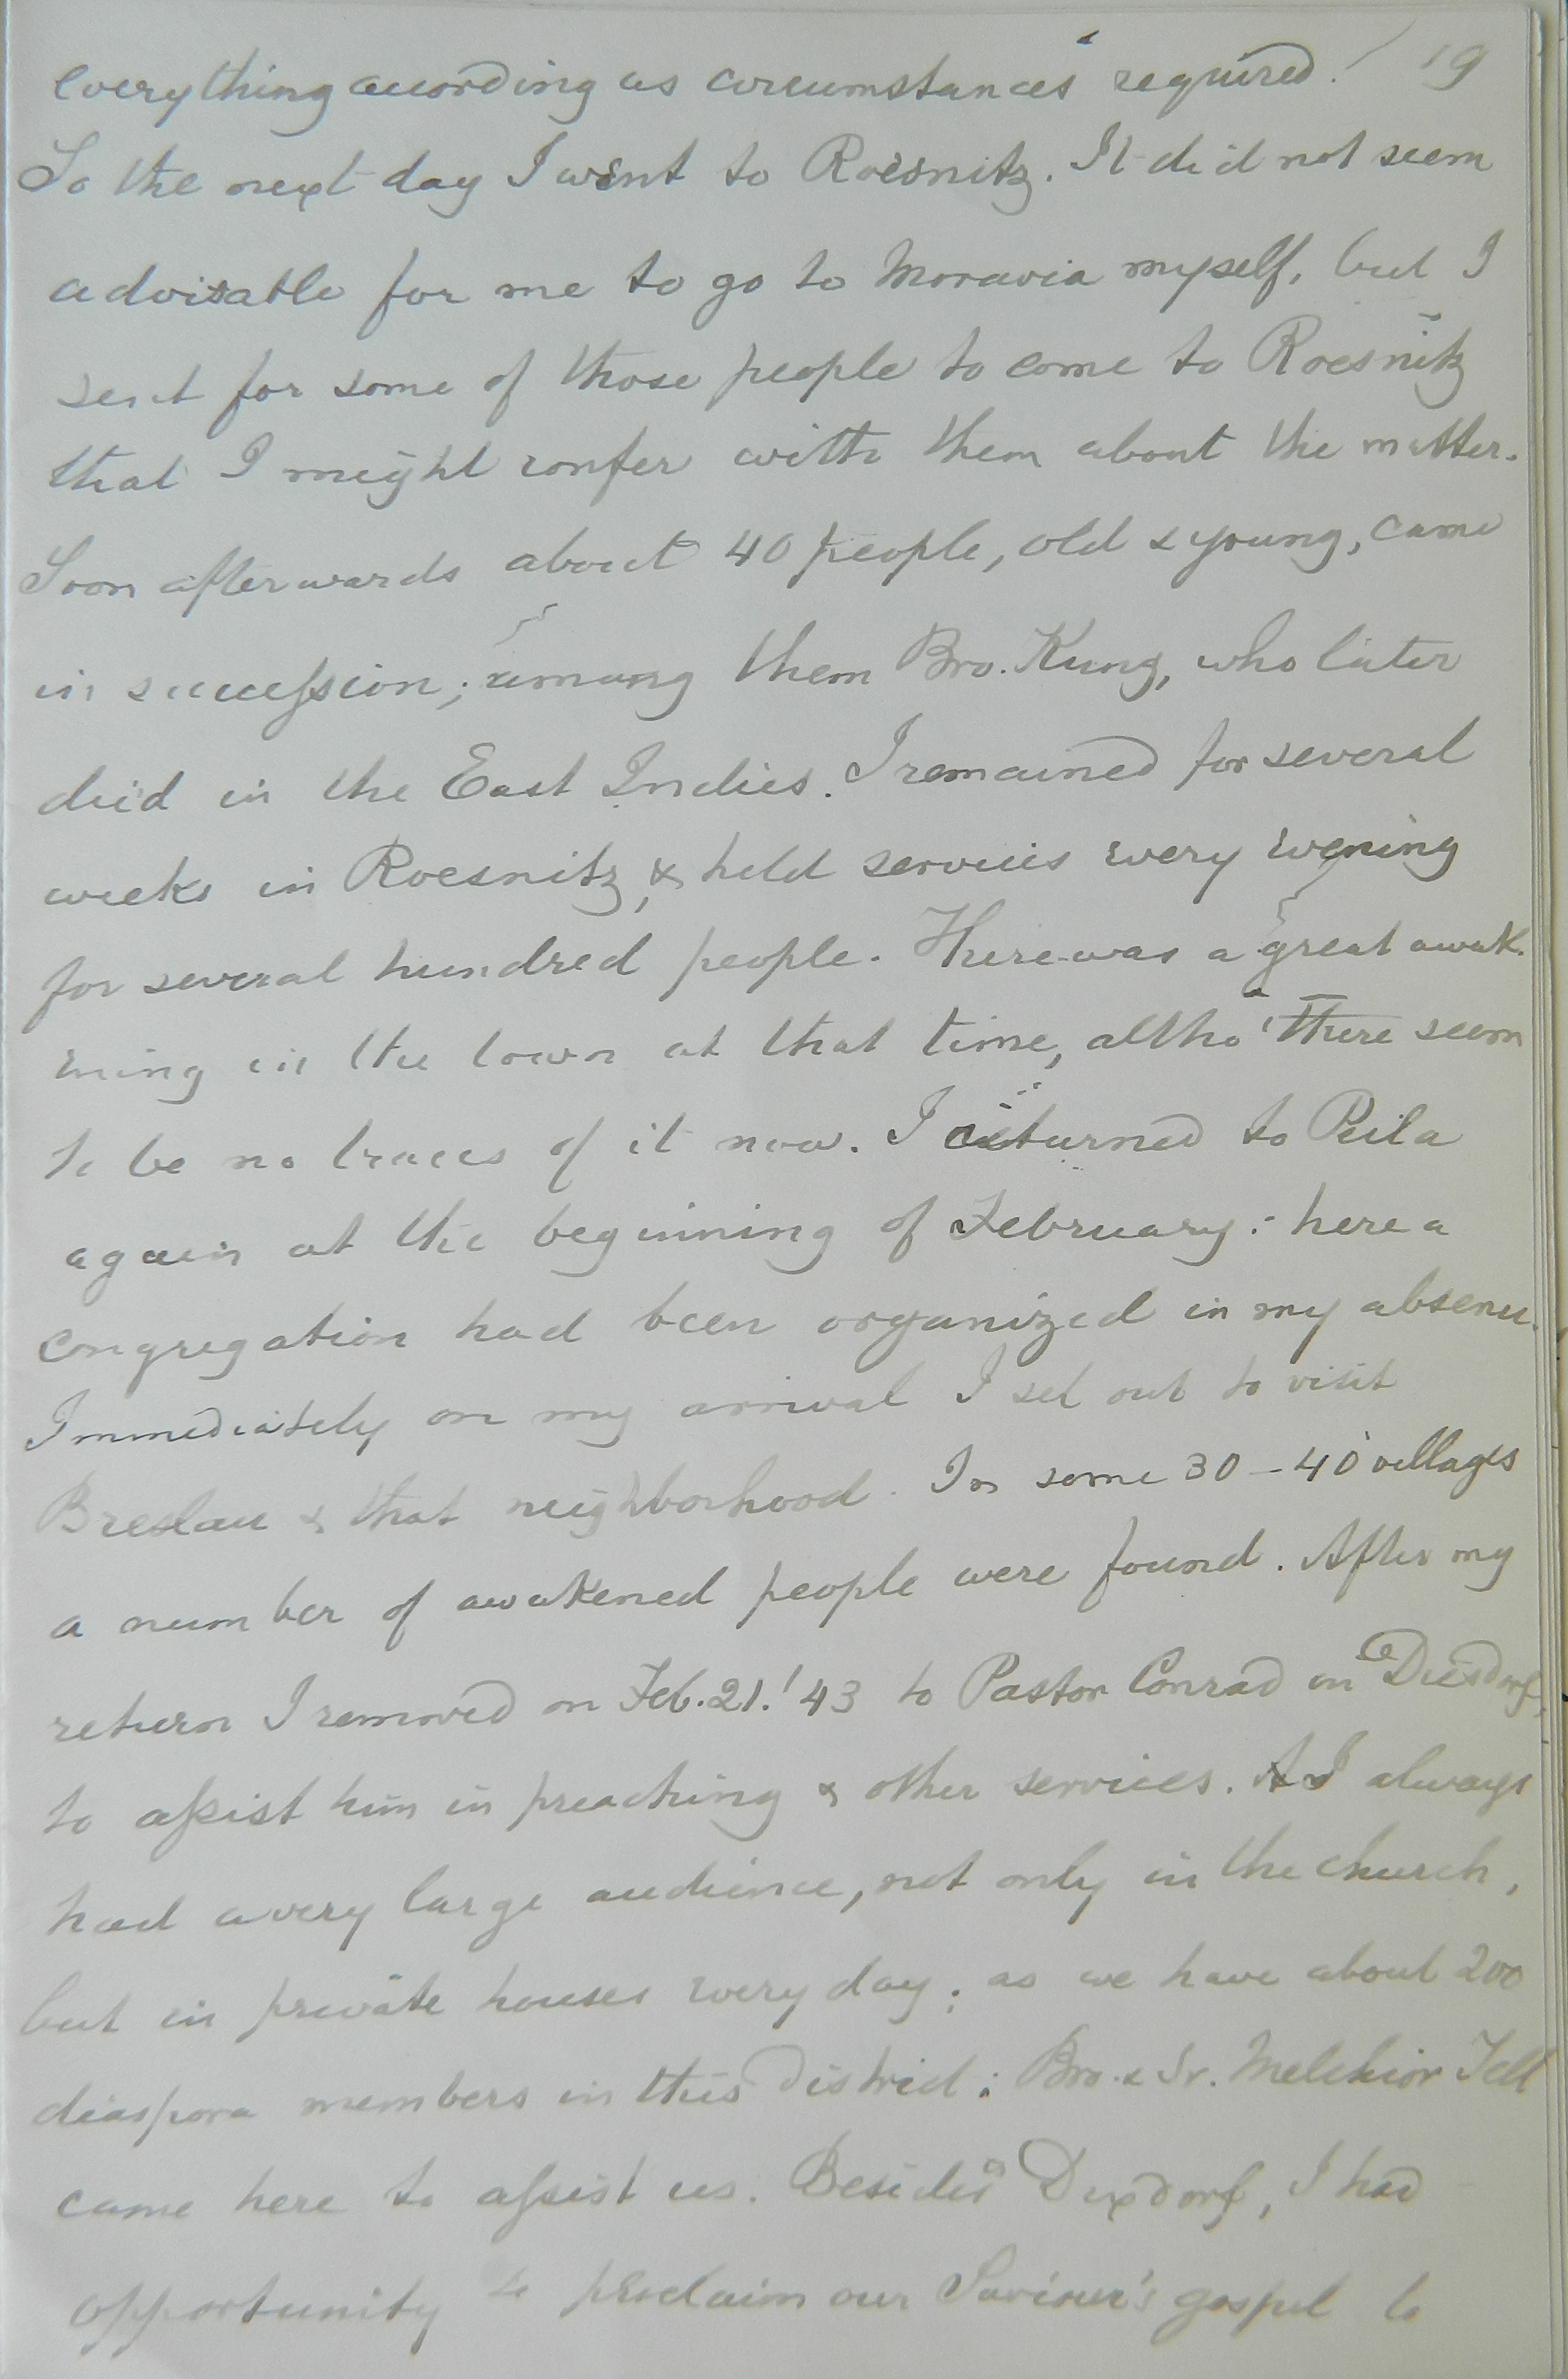 19
everything according as circumstances required.
So the next day I went to Roesnitz. It did not seem
advisable for me to go to Moravia myself, but I
sent for some of those people to come to Roesnitz
that I might confer with them about the matter.
Soon afterwards about 40 people, old & young, came
in succession; among them Bro. Kung, who later
died in the East Indies. I remained for several
weeks in Roesnitz, & held services every evening
for several hundred people. There was a great awak-
ening in the town at that time, altho' there seem
to be no traces of it now. I returned to Peila
again at the beginning of February: here a
congregation had been organized in my absence.
Immediately on my arrival I set out to visit
Breslau & that neighborhood. In some 30-40 villages
a number of awakened people were found. After my
return I removed on Feb. 21. '43 to Pastor Conrad in
to assist him in preaching & other services. I always
had a very large audience, not only in the church,
but in private houses every day; as we have about 200
diaspora members in this District: Bro. & Sr. Melchior
came here to assist us. Besides Dixdorf, I had
opportunity to proclaim our Saviour's gospel to